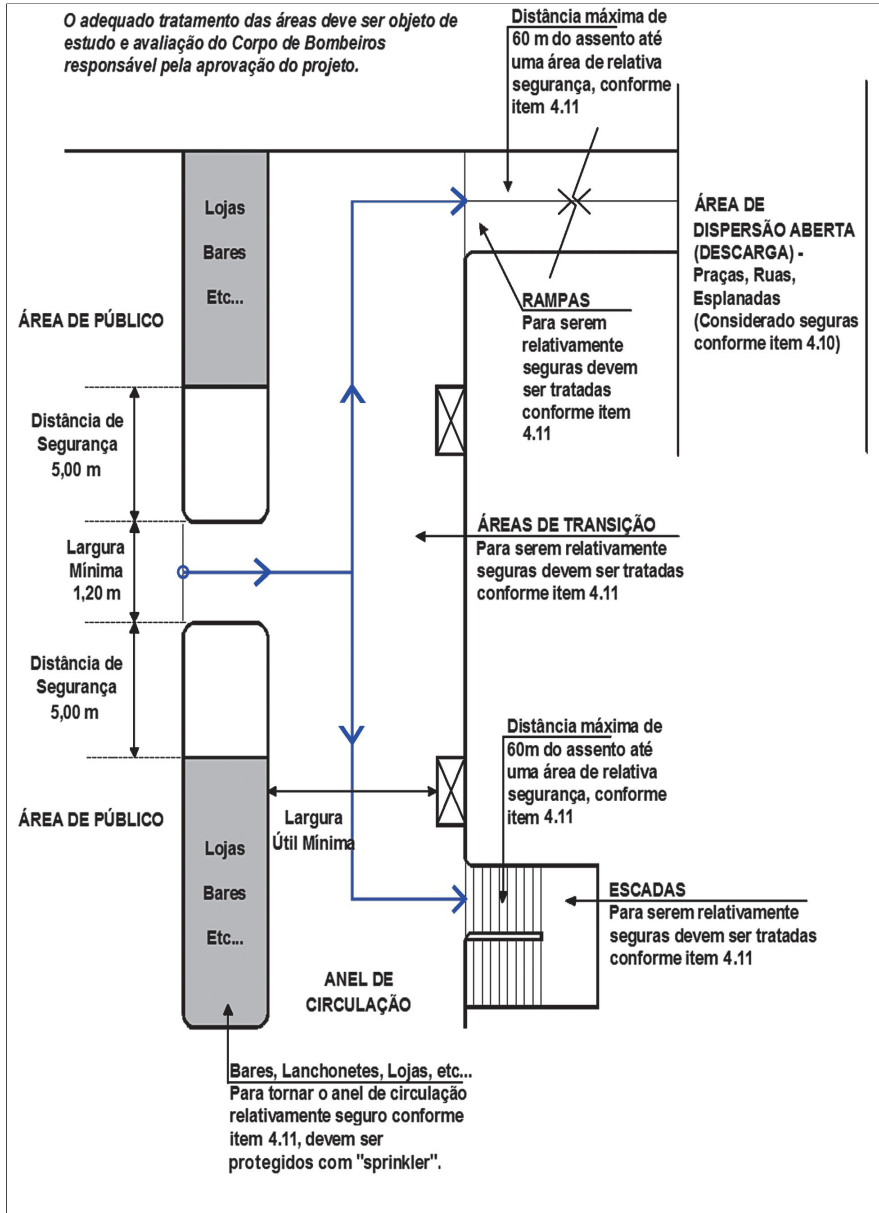 O adequado tratamento das áreas deve ser objeto de
estudo e avaliação do Corpo de Bombeiros
responsável pela aprovação do projeto.
Distância máxima de
60 m do assento até
uma área de relativa
segurança, conforme
item 4.11
Lojas
Bares
Etc...
ÁREA DE PÚBLICO
ÁREA DE
DISPERSÃO ABERTA
(DESCARGA) -
Praças, Ruas,
Esplanadas
(Considerado seguras
conforme item 4.10)
RAMPAS
Para serem
relativamente
seguras devem
ser tratadas
conforme item
4.11
Distância de
Segurança
5,00 m
Largura
Mínima
1,20 m
ÁREAS DE TRANSIÇÃO
Para serem relativamente
seguras devem ser tratadas
conforme item 4.11
Distância de
Segurança
5,00 m
Distância máxima de
60m do assento até
uma área de relativa
segurança, conforme
item 4.11
ÁREA DE PÚBLICO
Largura
Útil Mínima
Lojas
Bares
Etc...
ESCADAS
Para serem relativamente
seguras devem ser tratadas
conforme item 4.11
ANEL DE
CIRCULAÇÃO
Bares, Lanchonetes, Lojas, etc...
Para tornar o anel de circulação
relativamente seguro conforme
item 4.11, devem ser
protegidos com "sprinkler".